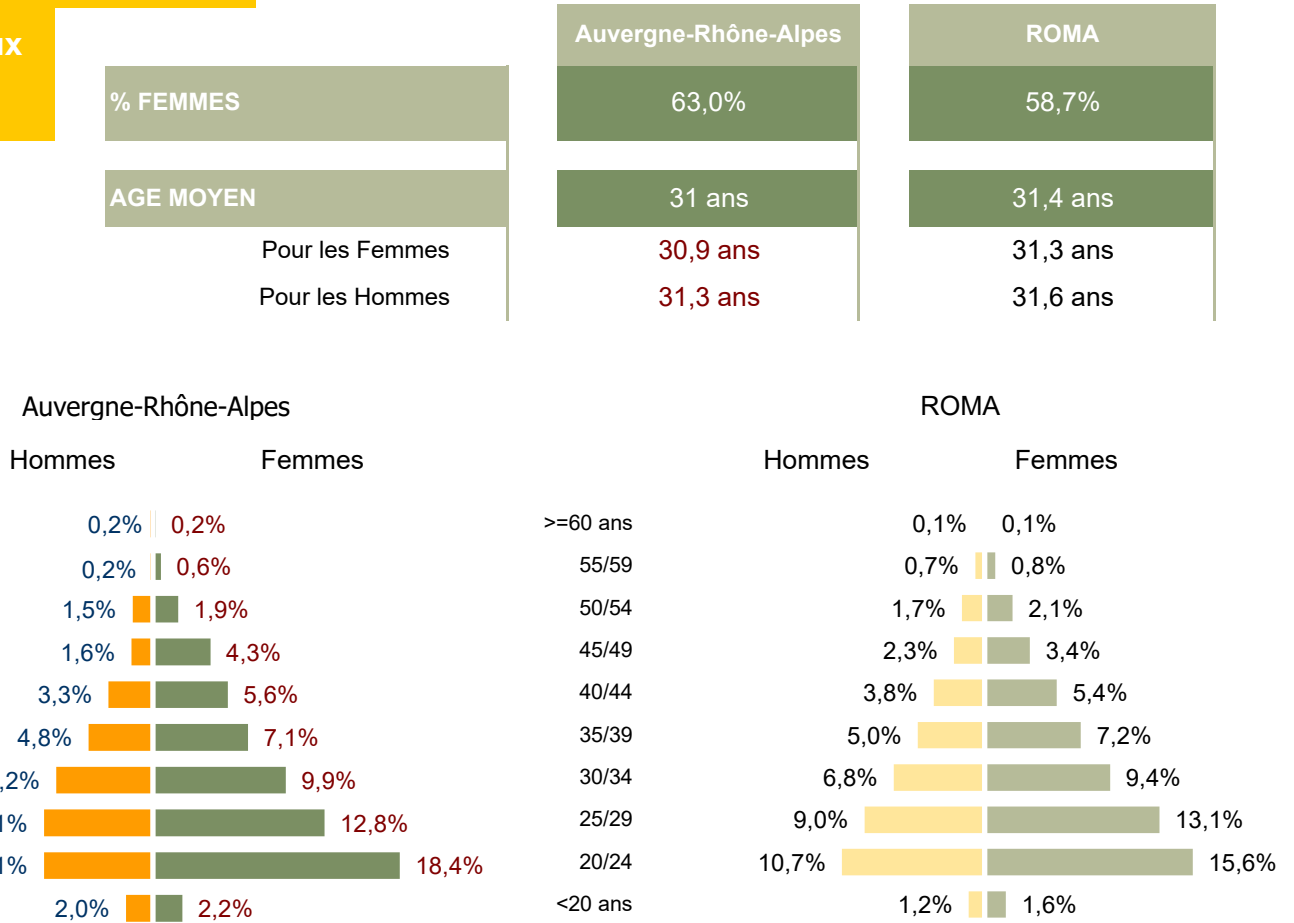 Auvergne-Rhône-Alpes ROMA
% FEMMES 63,0% 58,7%
AGE MOYEN 31 ans 31,4 ans
Pour les Femmes 30,9 ans 31,3 ans
Pour les Hommes 31,3 ans 31,6 ans
Auvergne-Rhône-Alpes ROMA
Hommes Femmes Hommes Femmes
0,2% 0,2% >=60 ans 0,1% 0,1%
0,2% 0,6% 55/59 0,7% 0,8%
1,5% 1,9% 50/54 1,7% 2,1%
1,6% 4,3% 45/49 2,3% 3,4%
3,3% 5,6% 40/44 3,8% 5,4%
4,8% 7,1% 35/39 5,0% 7,2%
9,9% 30/34 6,8% 9,4%
12,8% 25/29 9,0% 13,1%
18,4% 20/24 10,7% 15,6%
2,0% 2,2% <20 ans 1,2% 1,6%